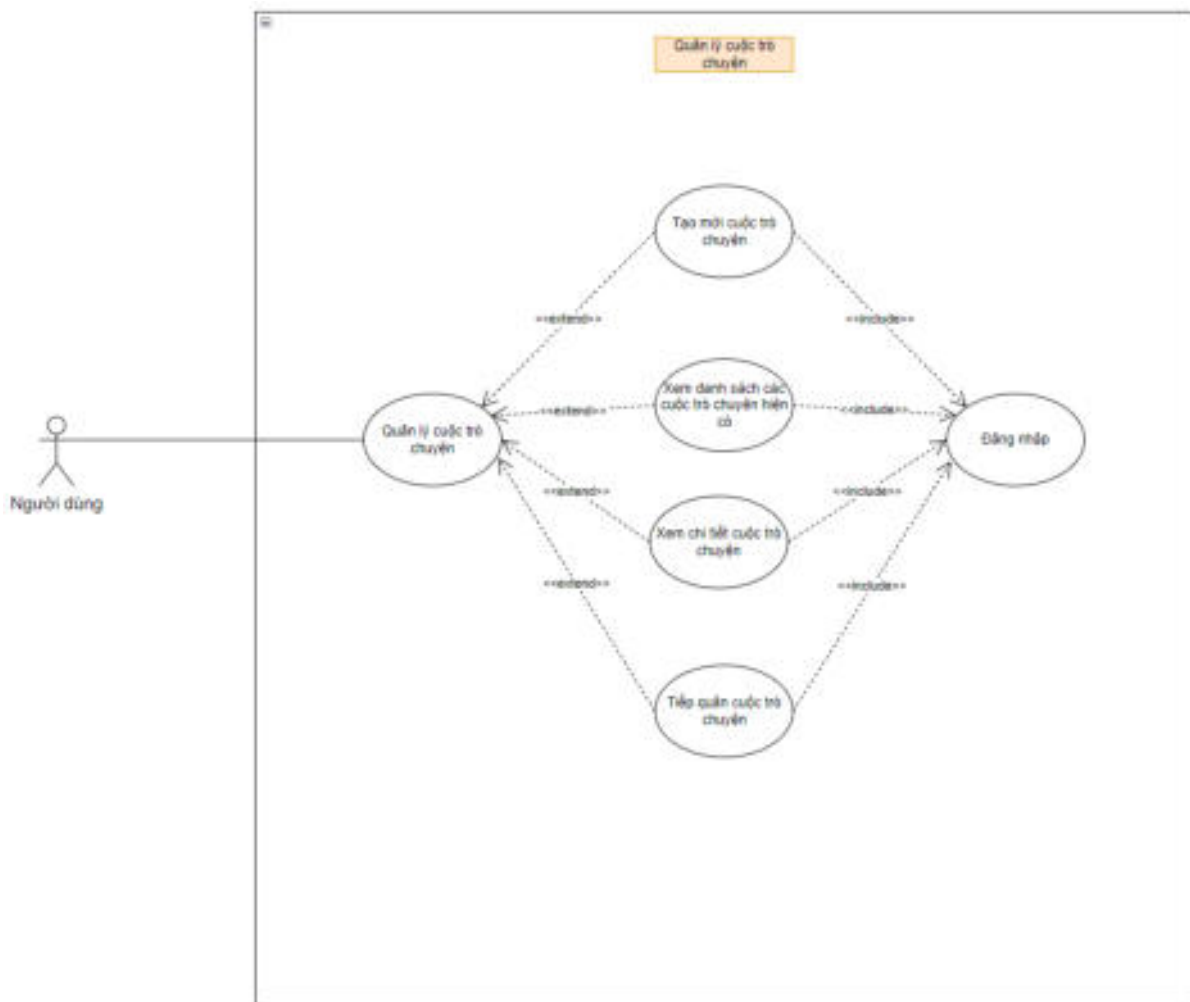 Quản lý cuộc trò
chuyện
Tạo mới cuộc trò
chuyện
<<extend>>
<<include>>
Xem danh sách các
cuộc trò chuyện hiện
có
<<extend>>
<<include>>
Quản lý cuộc trò
chuyện
Đăng nhập
Người dùng
<<extend>>
<<include>>
Xem chi tiết cuộc trò
chuyện
<<extend>>
<<include>>
Tiếp quản cuộc trò
chuyện